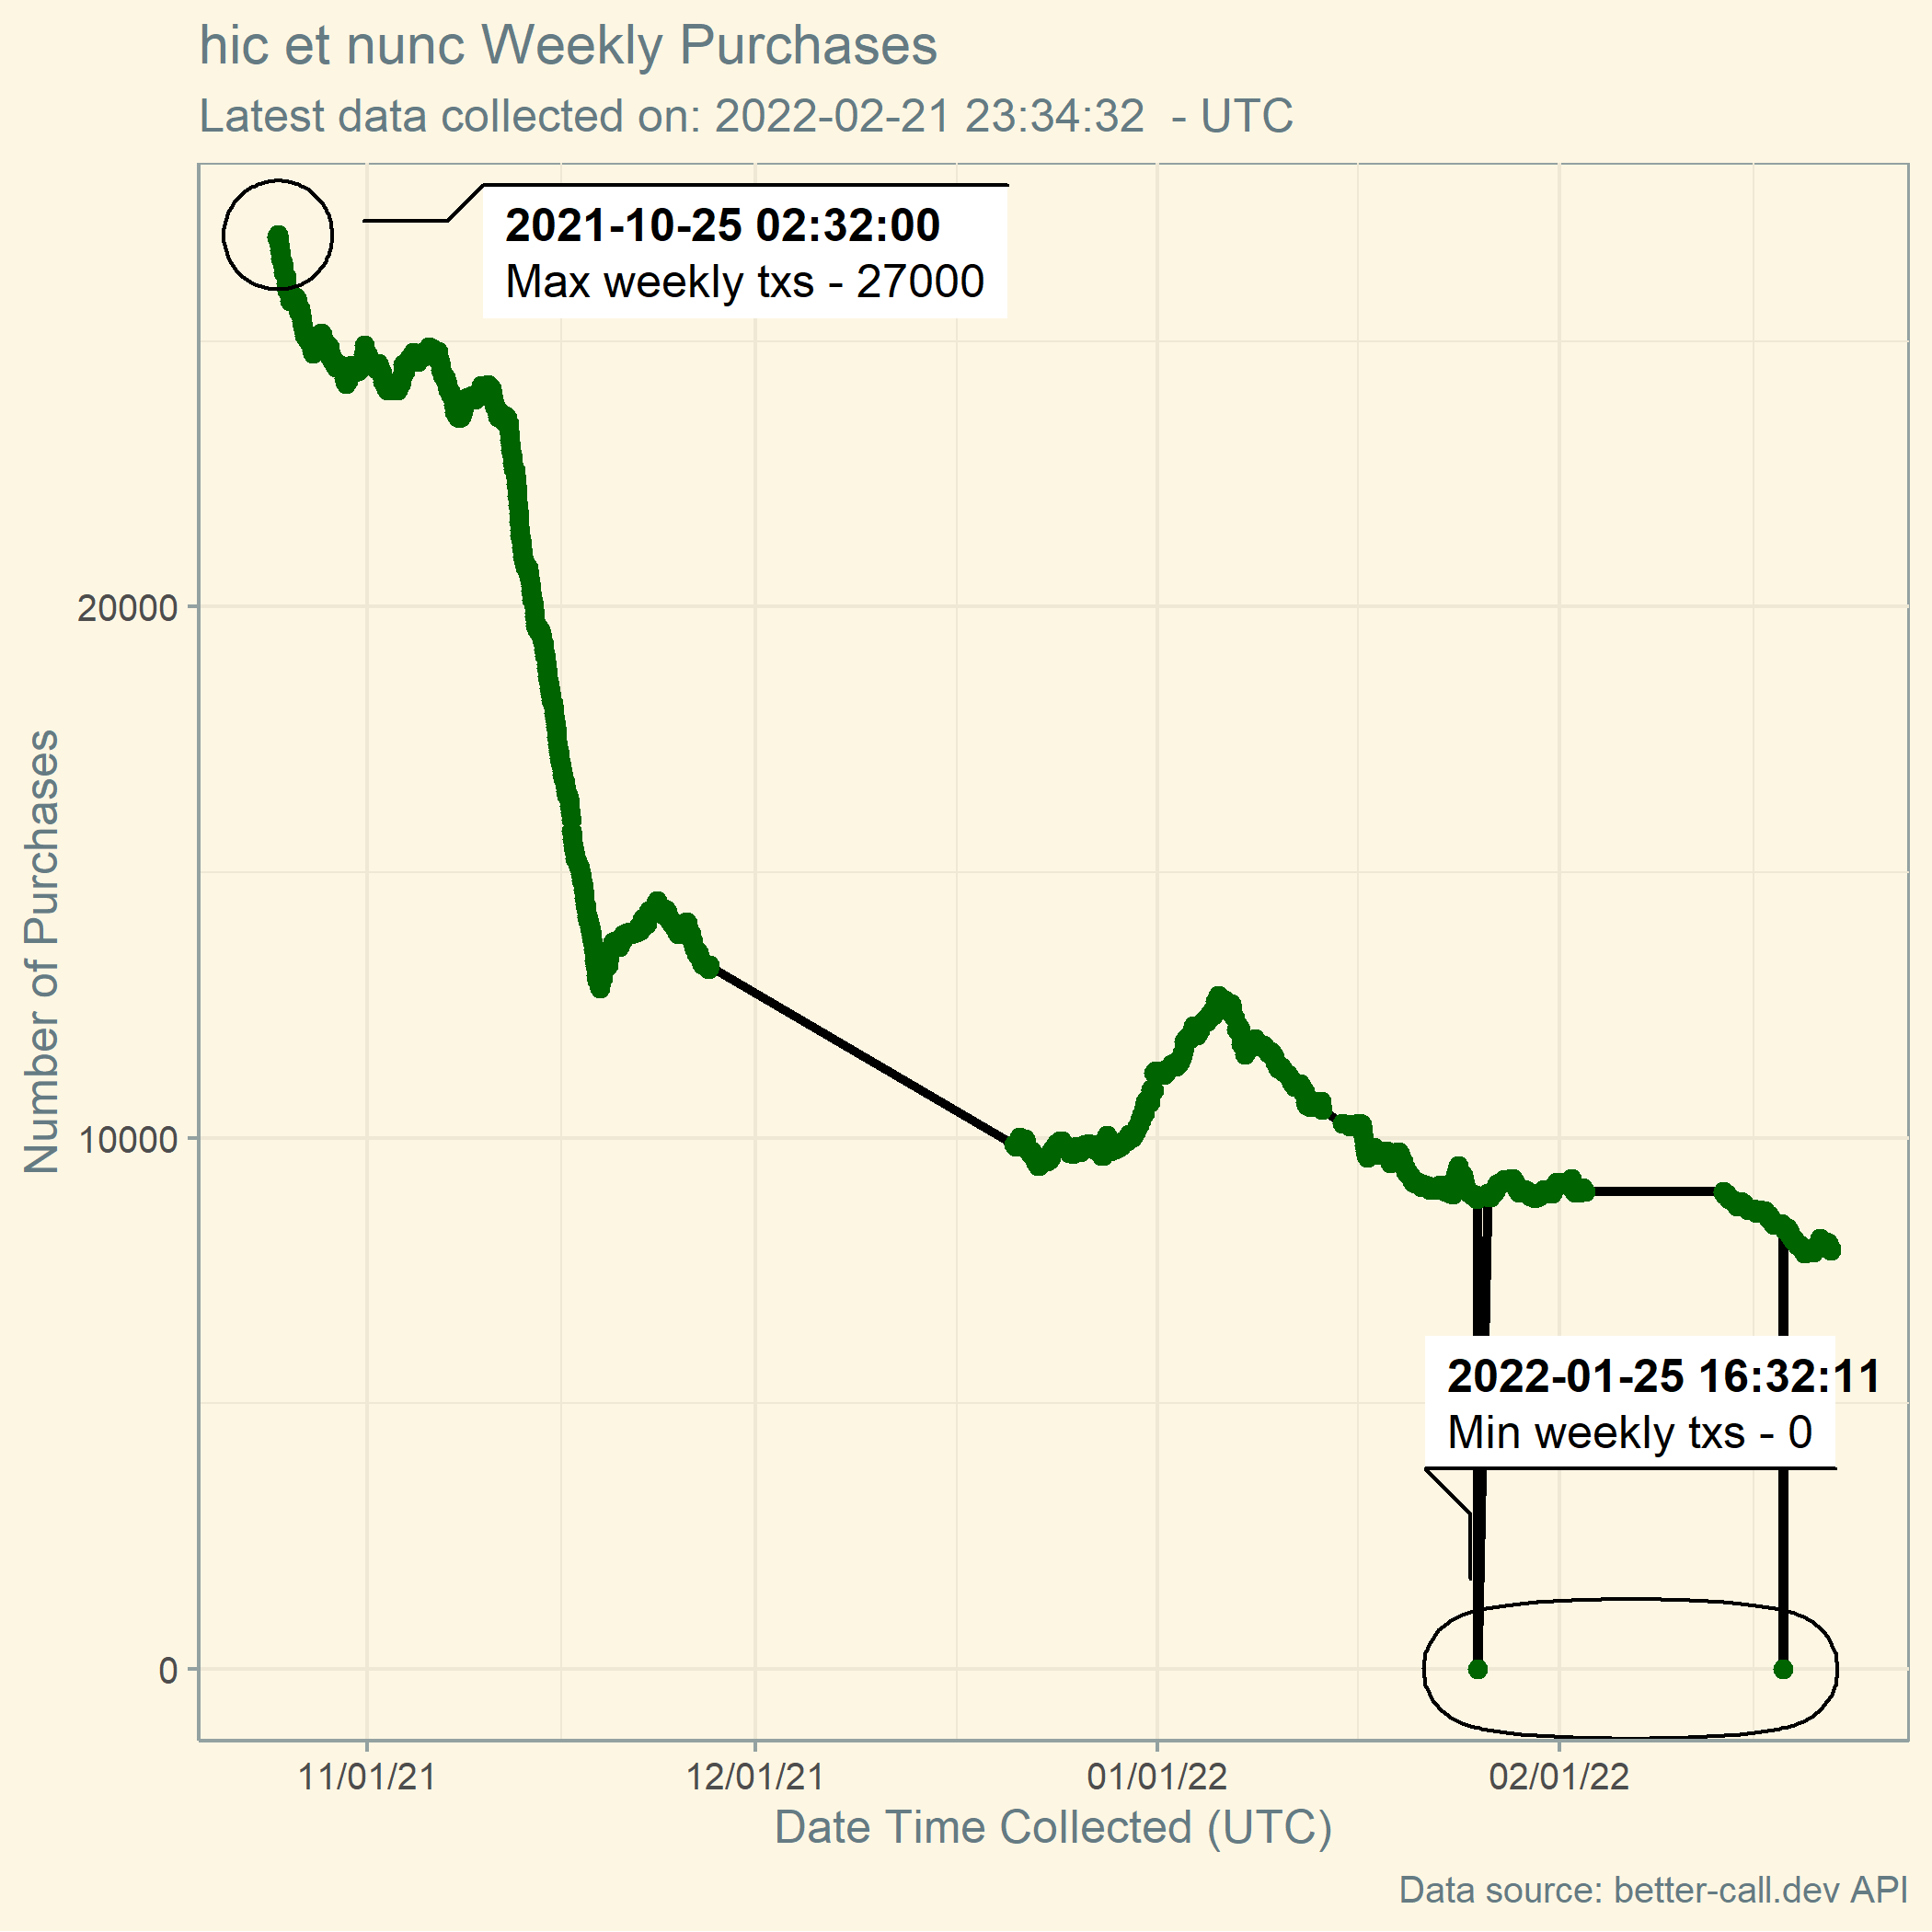 hic et nunc Weekly Purchases
Latest data collected on: 2022-02-21 23:34:32  - UTC
2021-10-25 02:32:00
Max weekly txs - 27000
Number of Purchases
20000
10000
0
2022-01-25 16:32:11
Min weekly txs - 0
11/01/21
12/01/21
01/01/22
02/01/22
Date Time Collected (UTC)
Data source: better-call.dev API